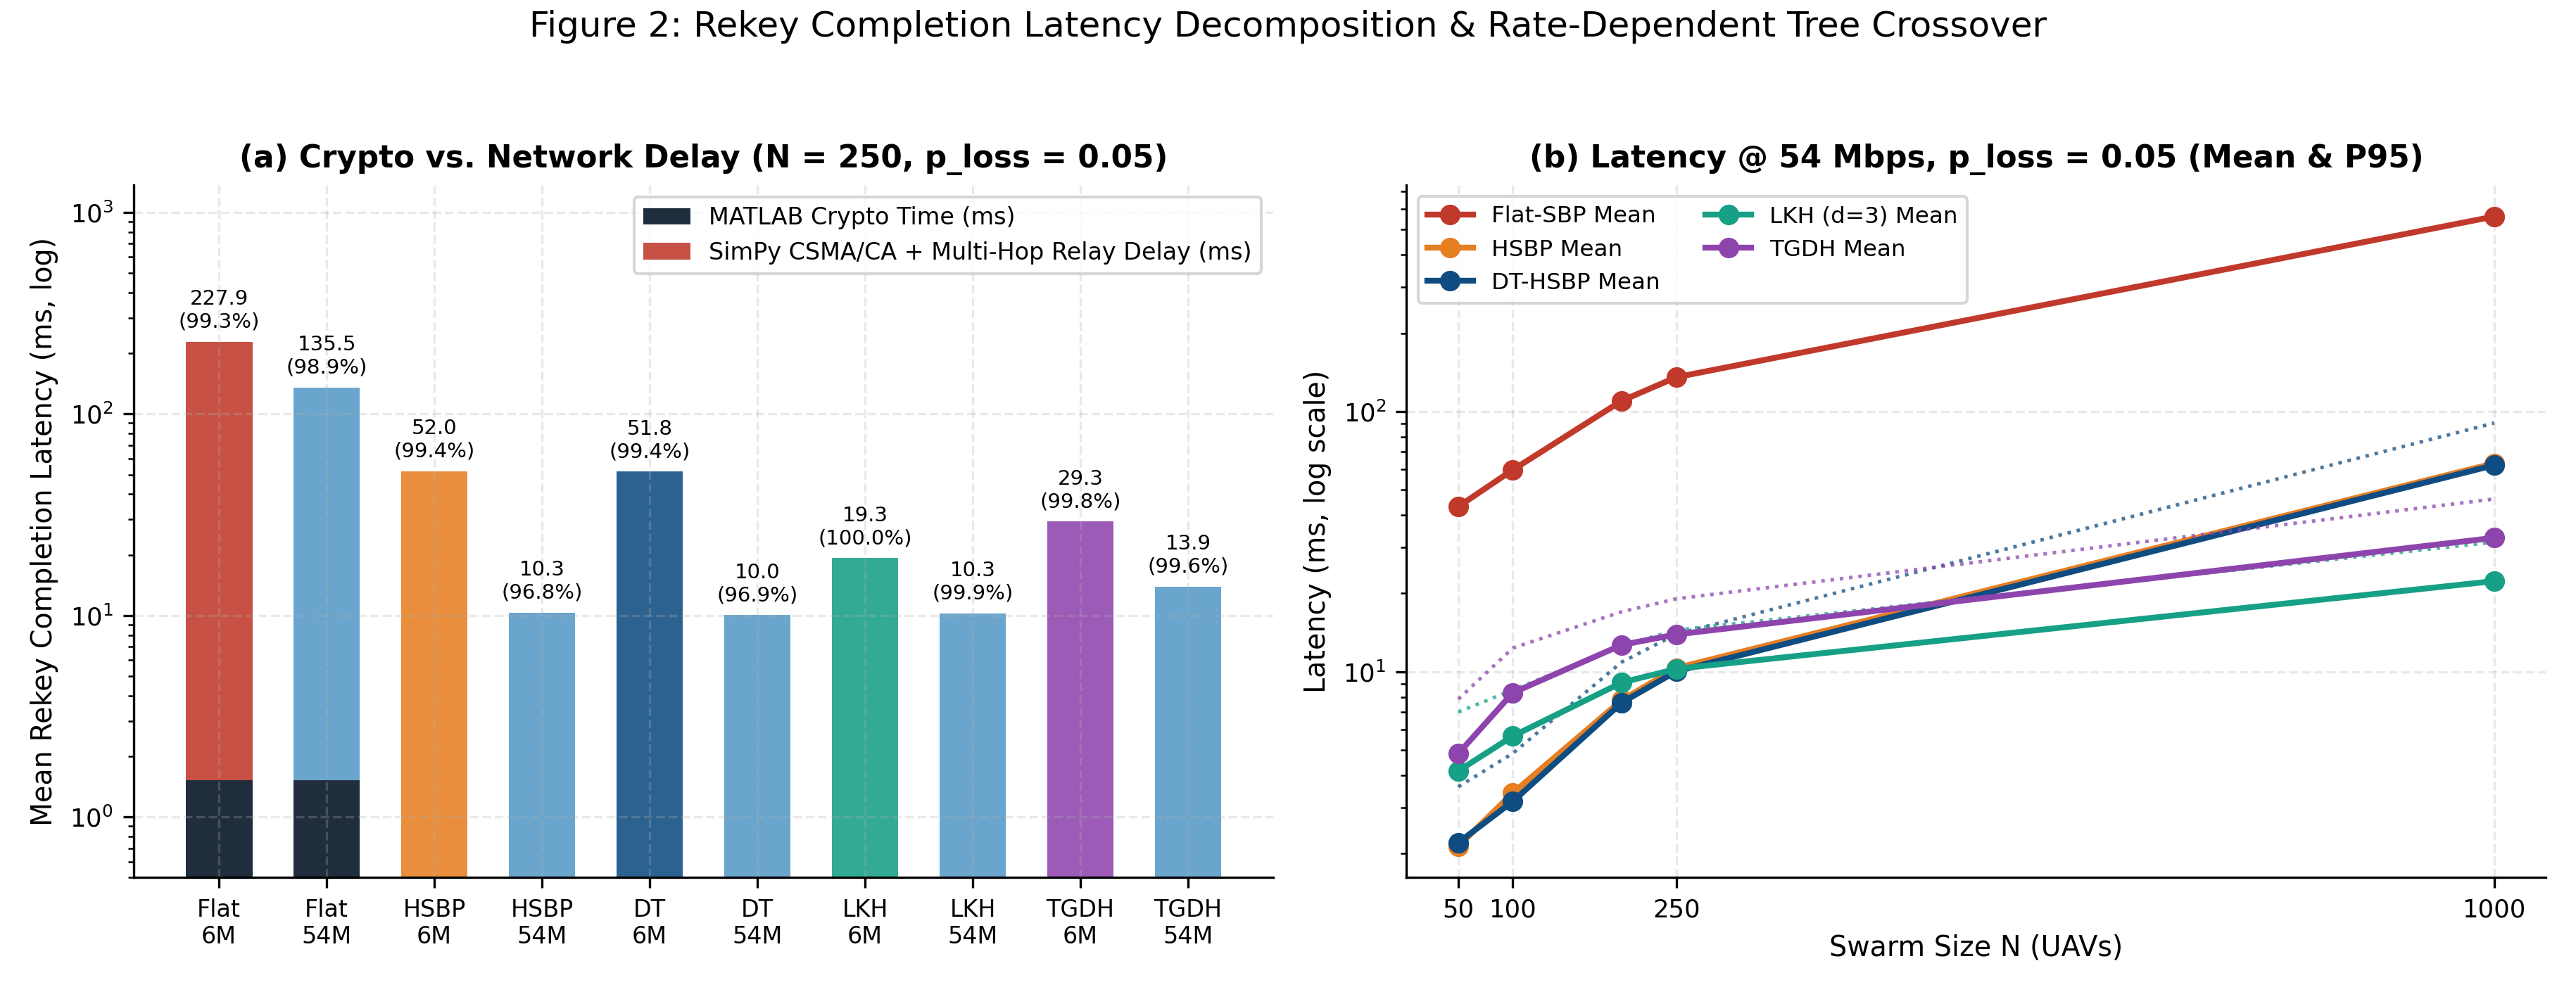 Figure 2: Rekey Completion Latency Decomposition & Rate-Dependent Tree Crossover
(a) Crypto vs. Network Delay (N = 250, p_loss = 0.05)
Mean Rekey Completion Latency (ms, log)
10³
10²
10¹
10⁰
MATLAB Crypto Time (ms)
SimPy CSMA/CA + Multi-Hop Relay Delay (ms)
227.9
(99.3%)
135.5
(98.9%)
52.0
(99.4%)
10.3
(96.8%)
51.8
(99.4%)
10.0
(96.9%)
19.3
(100.0%)
10.3
(99.9%)
29.3
(99.8%)
13.9
(99.6%)
Flat
6M
Flat
54M
HSBP
6M
HSBP
54M
DT
6M
DT
54M
LKH
6M
LKH
54M
TGDH
6M
TGDH
54M
(b) Latency @ 54 Mbps, p_loss = 0.05 (Mean & P95)
Latency (ms, log scale)
10²
10¹
Flat-SBP Mean
HSBP Mean
DT-HSBP Mean
LKH (d=3) Mean
TGDH Mean
50 100 250 1000
Swarm Size N (UAVs)